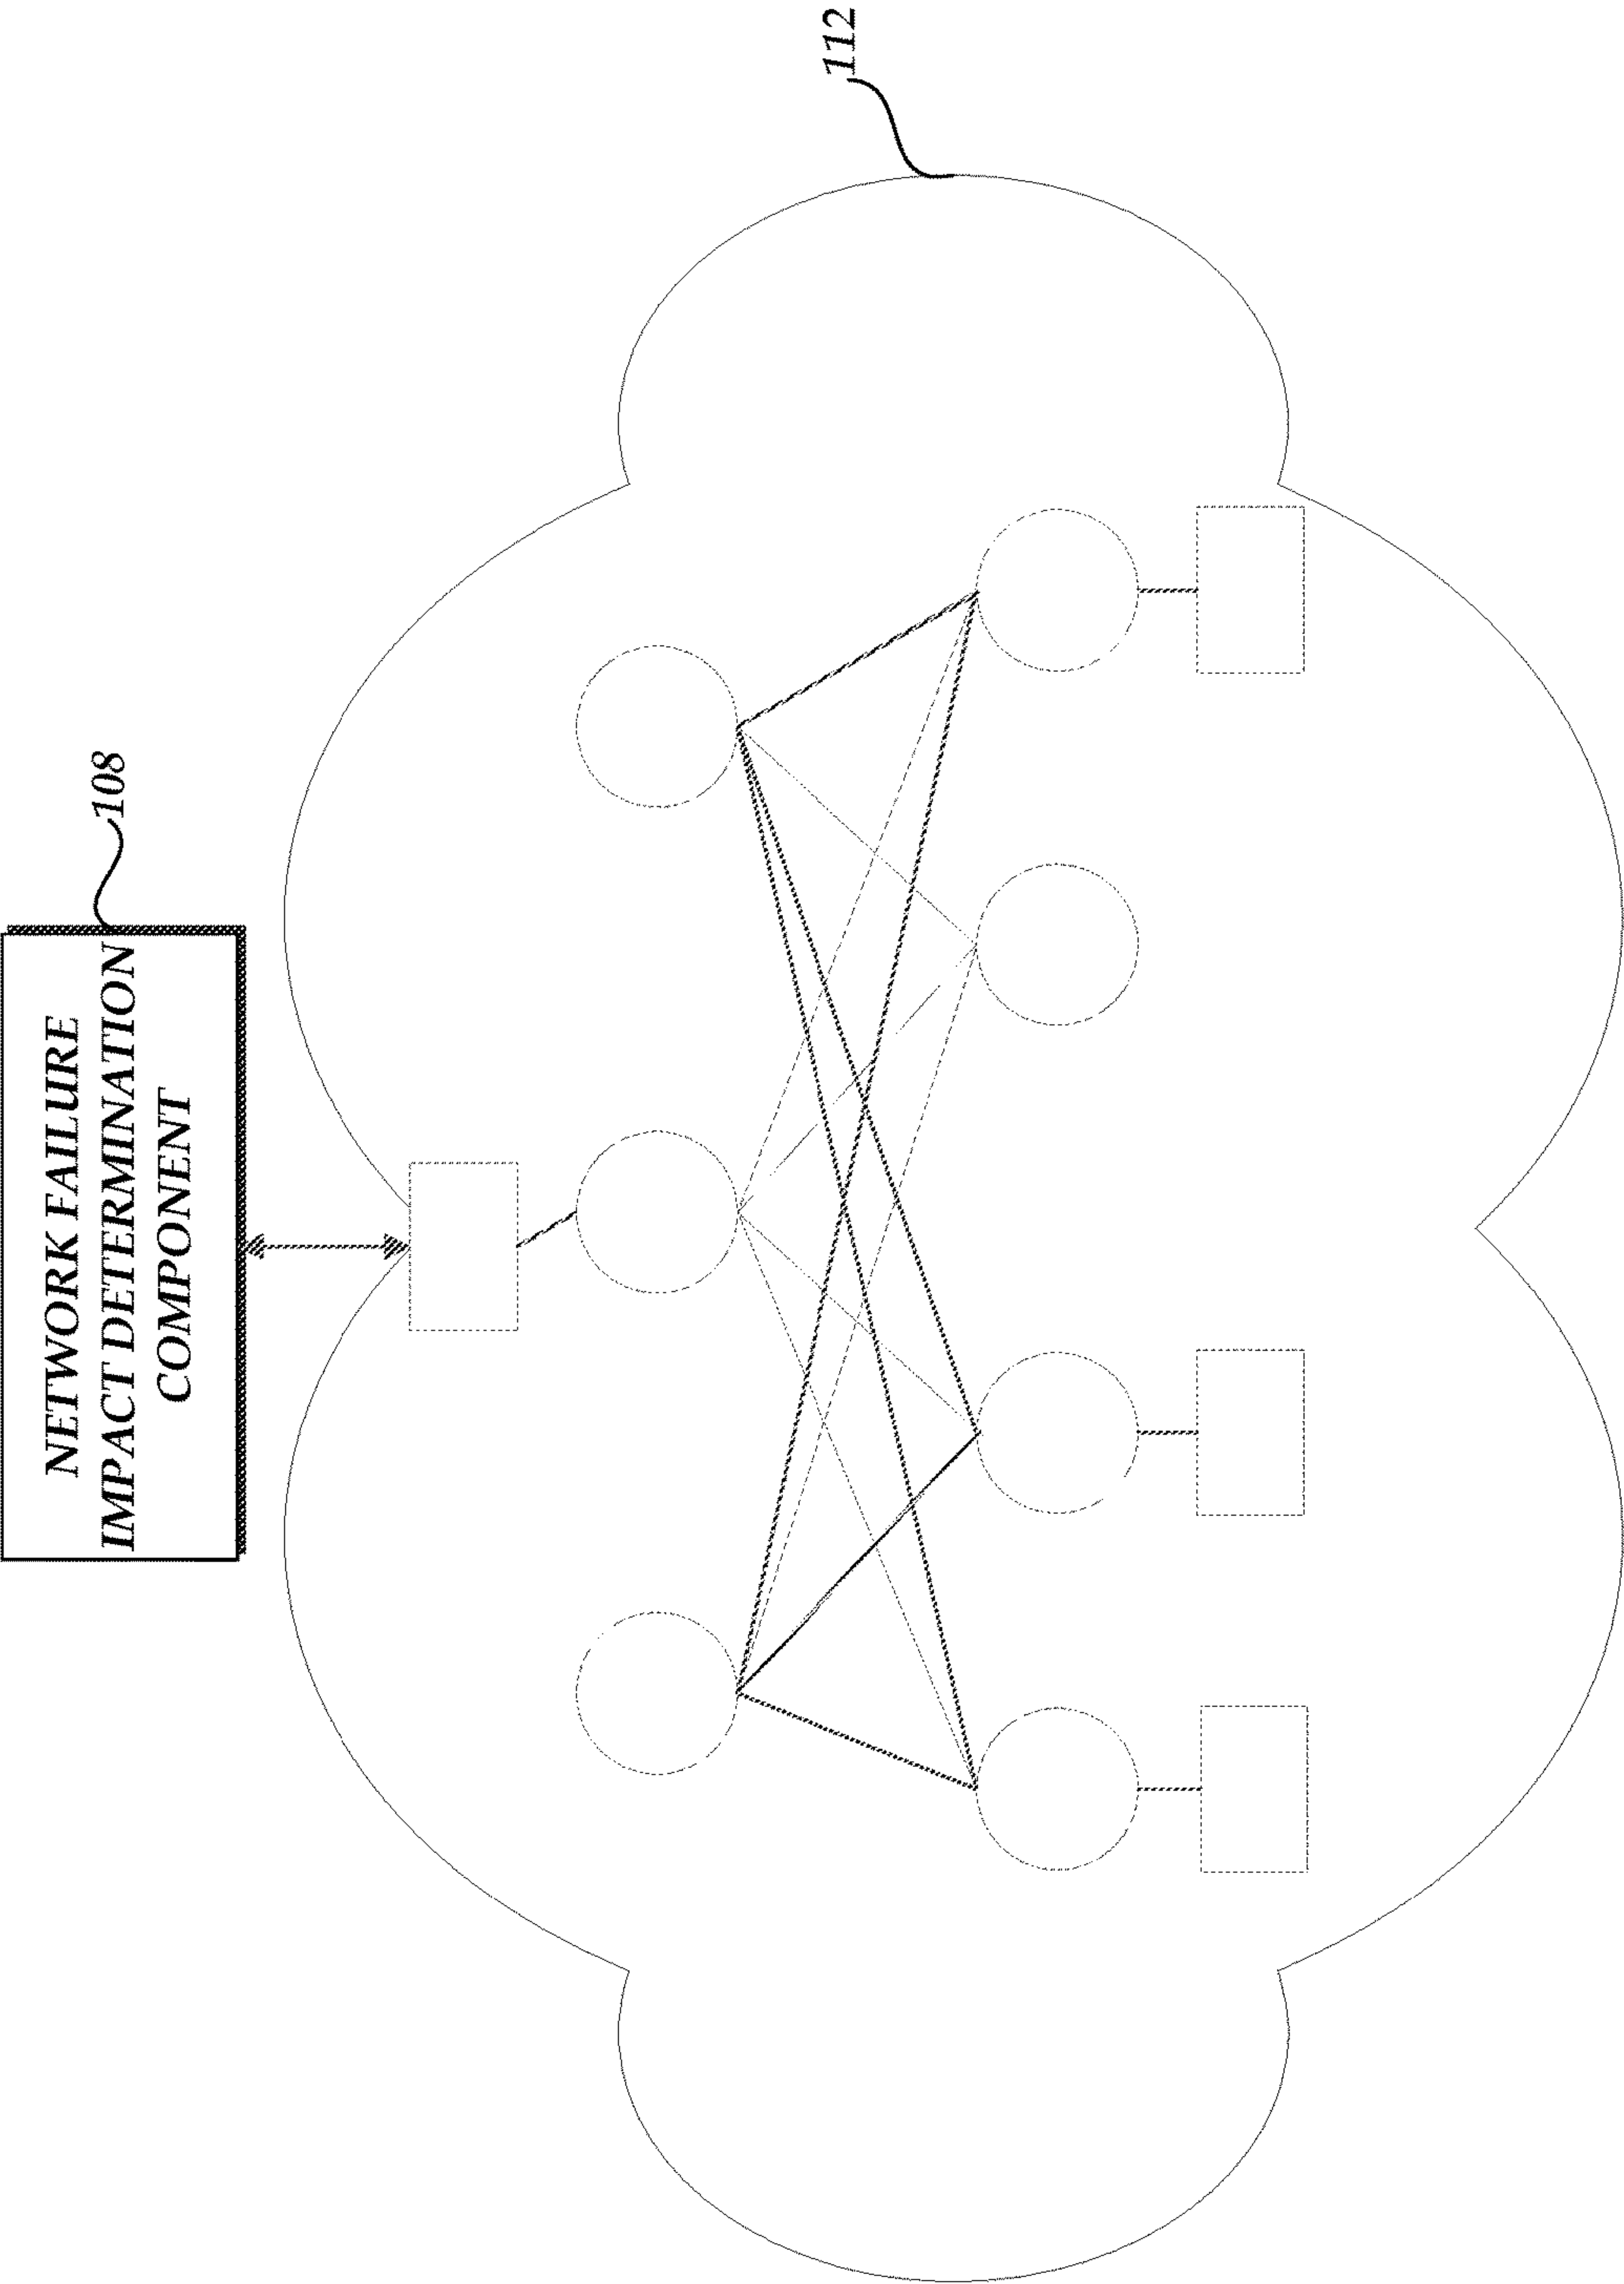 112
108
NETWORK FAILURE
IMPACT DETERMINATION
COMPONENT